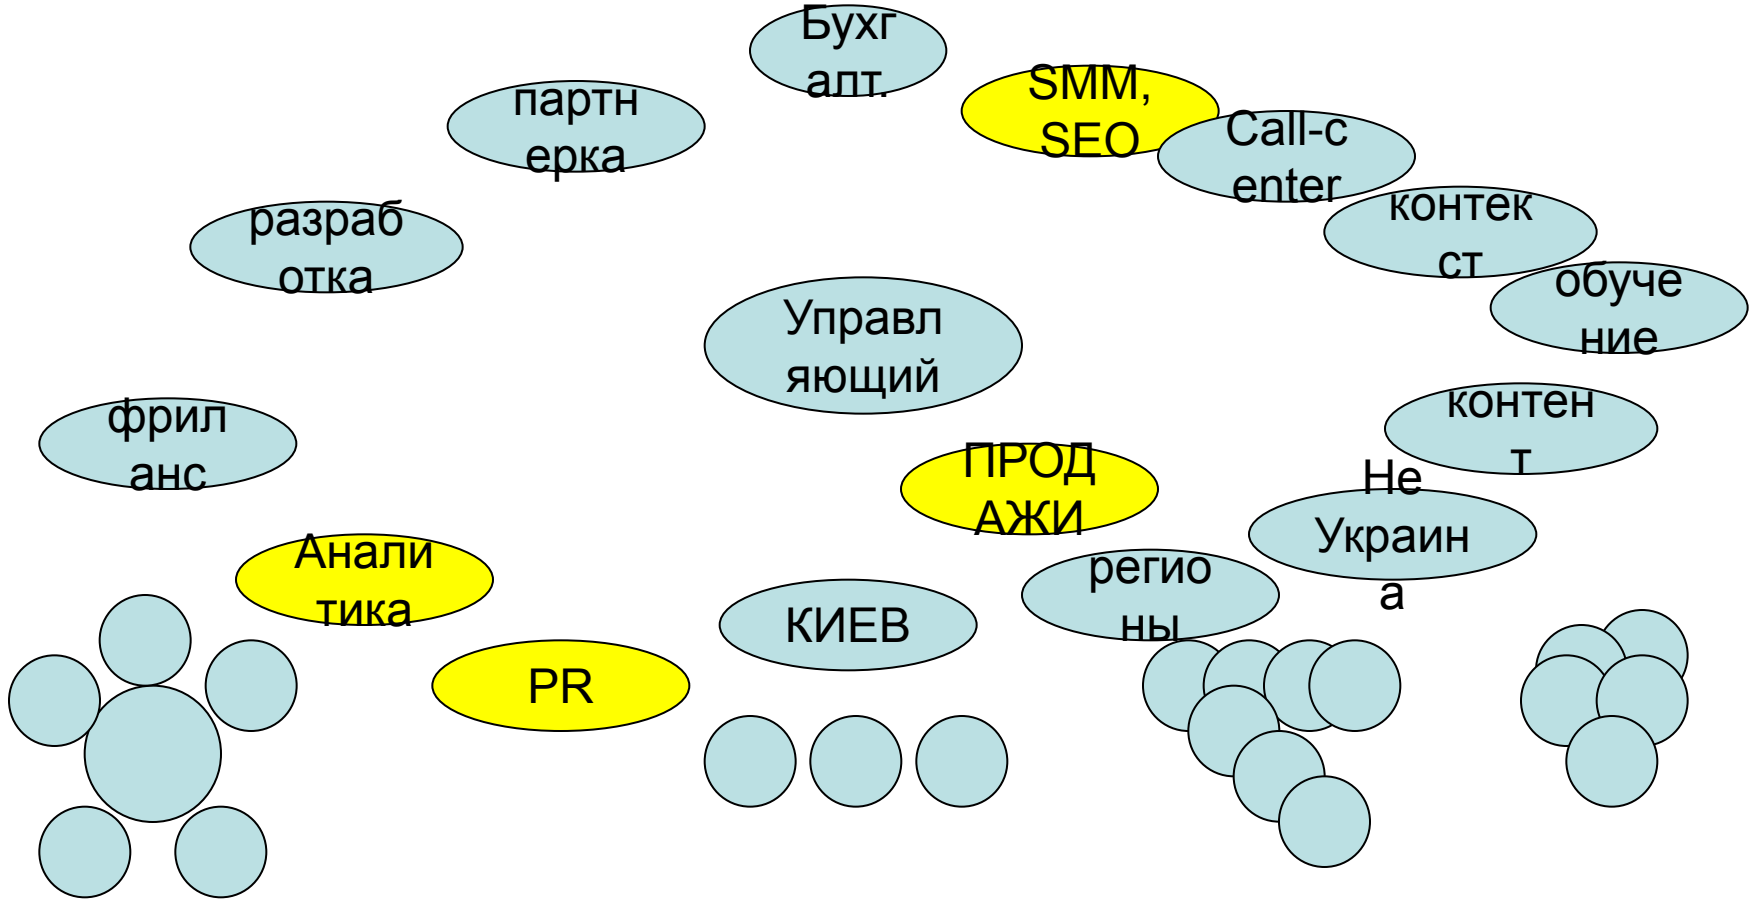 Бухг
алт.
SMM,
SEO
партн
ерка
Call-c
enter
разраб
отка
контек
ст
обуче
ние
Управл
яющий
фрил
анс
контен
т
ПРОД
АЖИ
Не
Украин
а
Анали
тика
регио
ны
КИЕВ
PR